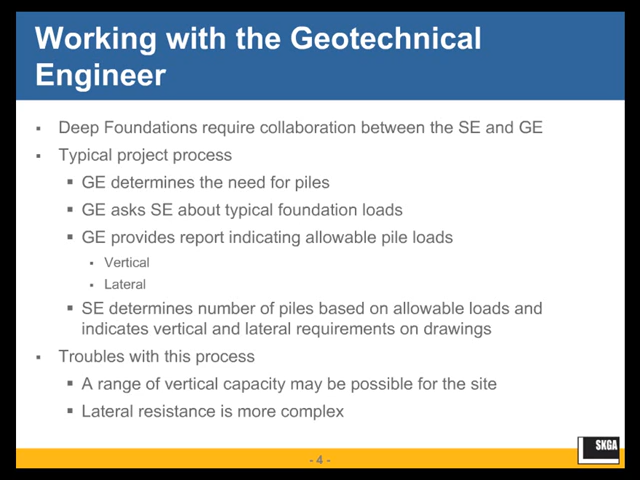 Working with the Geotechnical
Engineer
▪ Deep Foundations require collaboration between the SE and GE
▪ Typical project process
▪ GE determines the need for piles
▪ GE asks SE about typical foundation loads
▪ GE provides report indicating allowable pile loads
▪ Vertical
▪ Lateral
▪ SE determines number of piles based on allowable loads and
indicates vertical and lateral requirements on drawings
▪ Troubles with this process
▪ A range of vertical capacity may be possible for the site
▪ Lateral resistance is more complex
- 4 -
SKGA